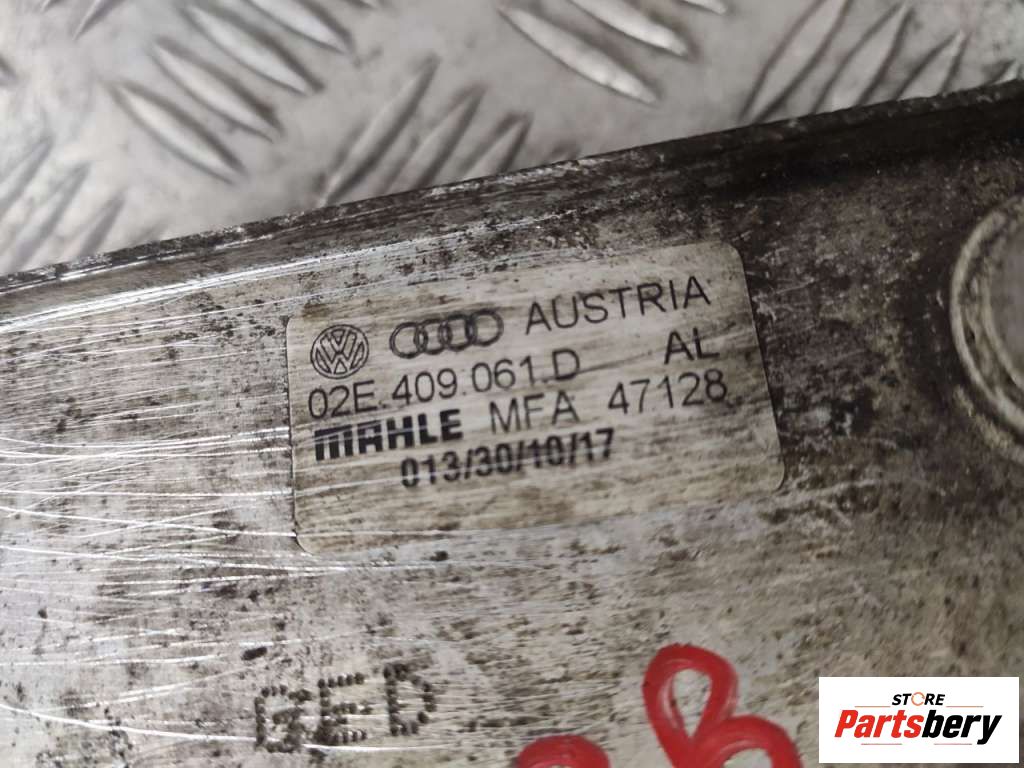 AUSTRIA
02E.409.061.D AL
MAHLE MFA 47128
013/30/10/17
GED
STORE
Partsbery